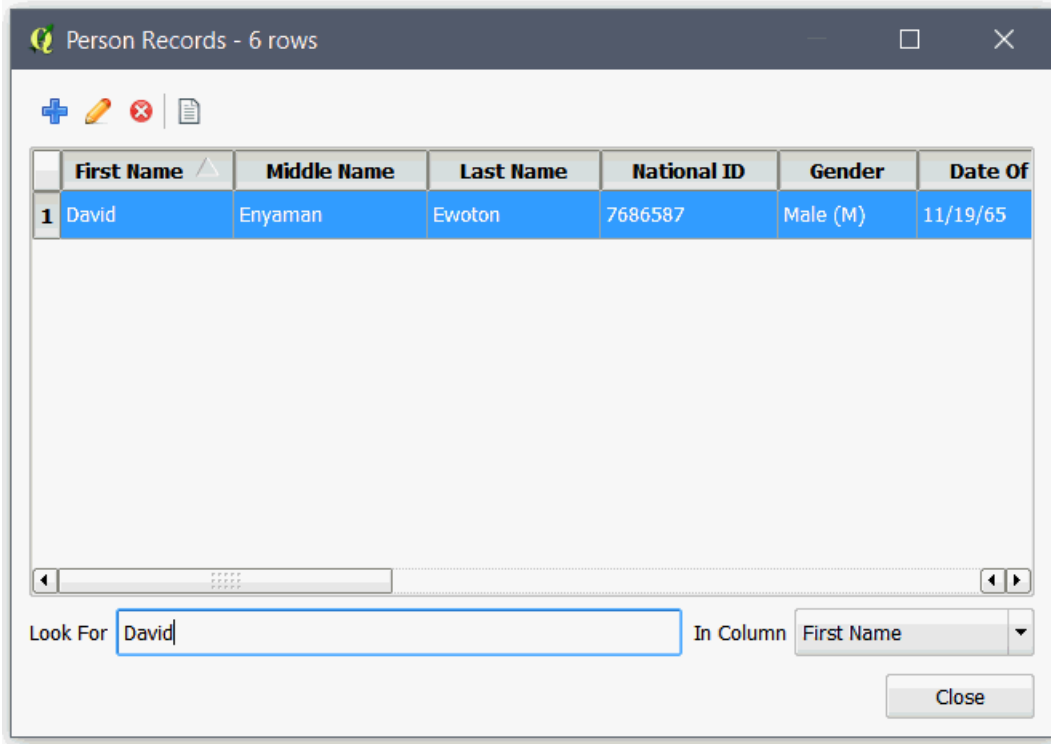 Person Records - 6 rows
First Name Middle Name Last Name National ID Gender Date Of
1 David Enyaman Ewoton 7686587 Male (M) 11/19/65
Look For David In Column First Name
Close